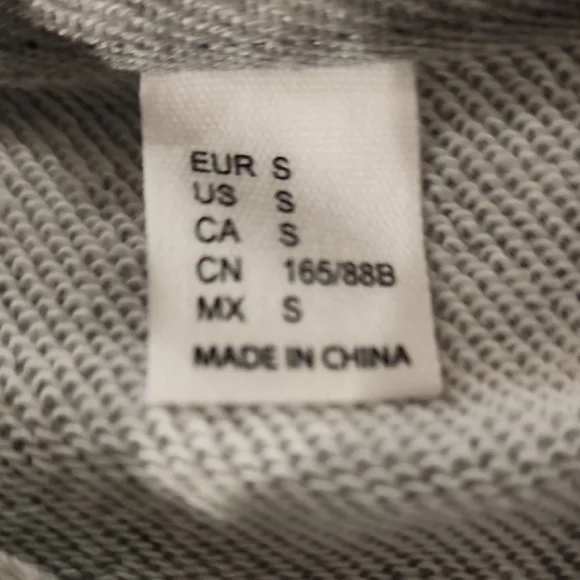 EUR S
US S
CA S
CN 165/88B
MX S
MADE IN CHINA